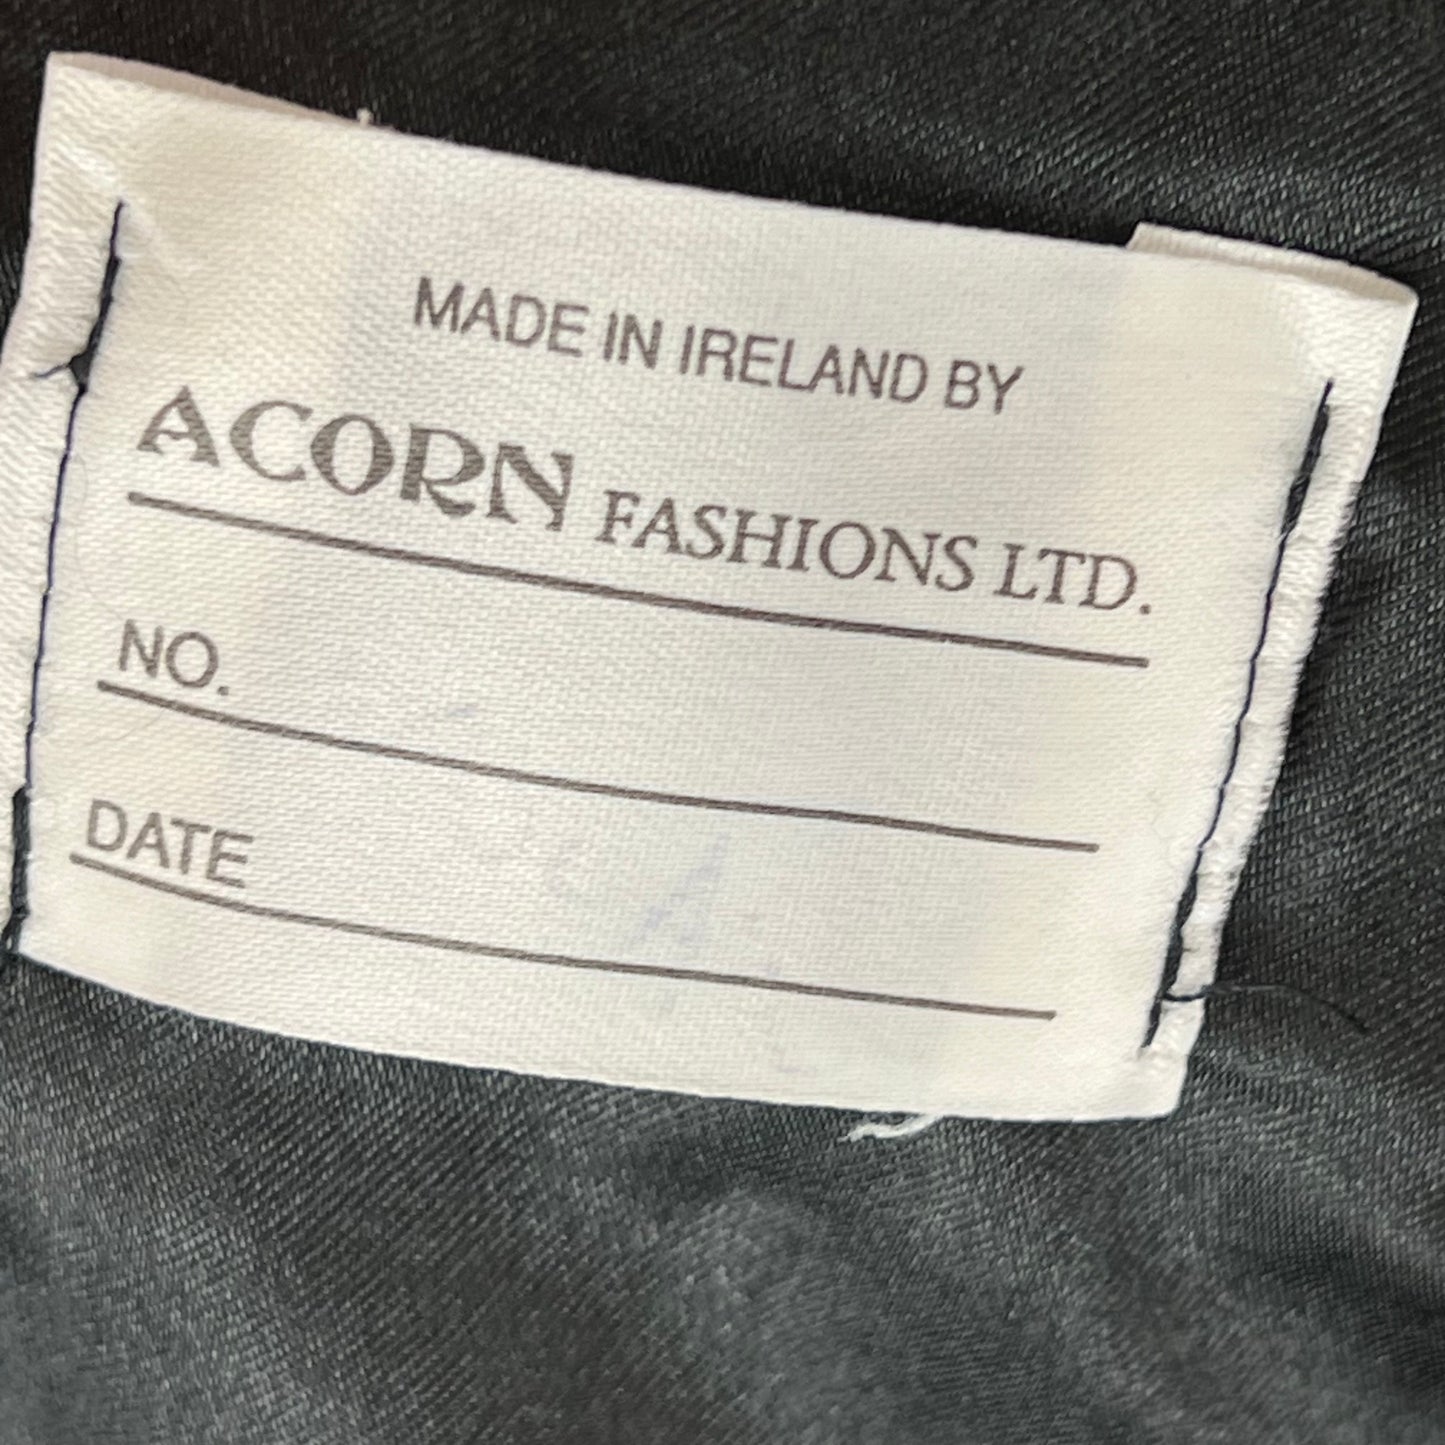 MADE IN IRELAND BY
ACORN FASHIONS LTD.
NO.
DATE